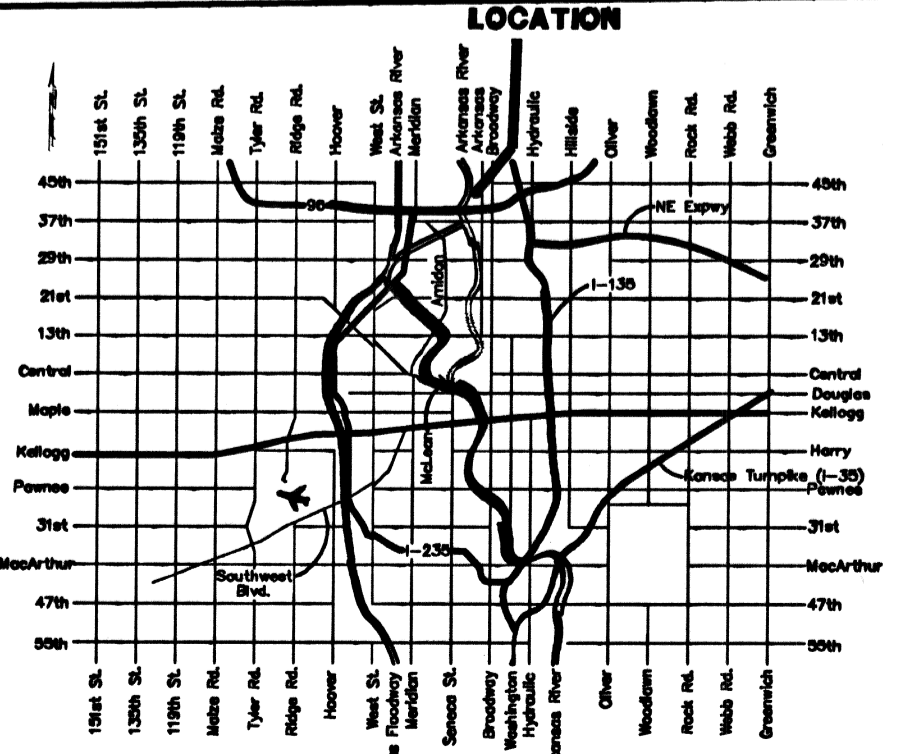 LOCATION
151st St.
135th St.
119th St.
Maize Rd.
Tyler Rd.
Ridge Rd.
Hoover
West St.
Arkansas River
Meridian
Arkansas River
Arkansas
Broadway
Hydraulic
Hillside
Oliver
Woodlawn
Rock Rd.
Webb Rd.
Greenwich
45th
45th
96
NE Expwy
37th
37th
29th
29th
Amidon
I-135
21st
21st
13th
13th
Central
Central
Douglas
Maple
Kellogg
McLean
Kellogg
Harry
Kansas Turnpike (I-35)
Pawnee
Pawnee
31st
31st
I-235
MacArthur
MacArthur
Southwest
Blvd.
47th
47th
55th
55th
151st St.
135th St.
119th St.
Maize Rd.
Tyler Rd.
Ridge Rd.
Hoover
West St.
s Floodway
Meridian
Seneca St.
Broadway
Washington
Hydraulic
ansas River
Oliver
Woodlawn
Rock Rd.
Webb Rd.
Greenwich